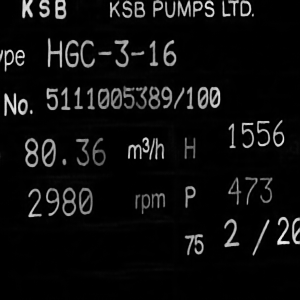 KSB KSB PUMPS LTD.
ype HGC-3-16
No. 5111005389/100
80.36 m³/h H 1556
2980 rpm P 473
75 2 / 20